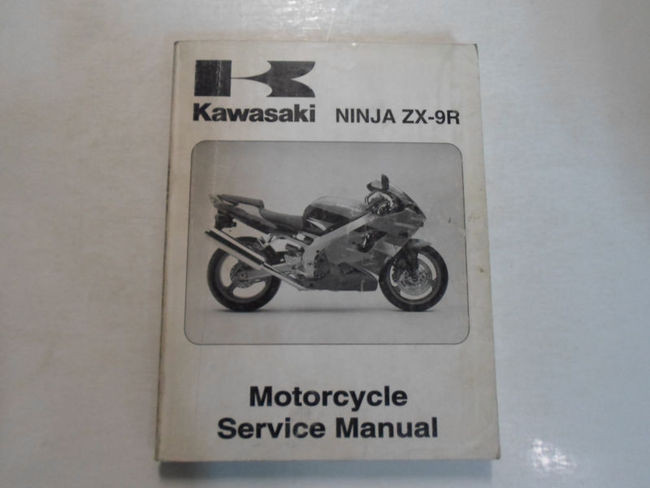 Kawasaki NINJA ZX-9R
Motorcycle
Service Manual